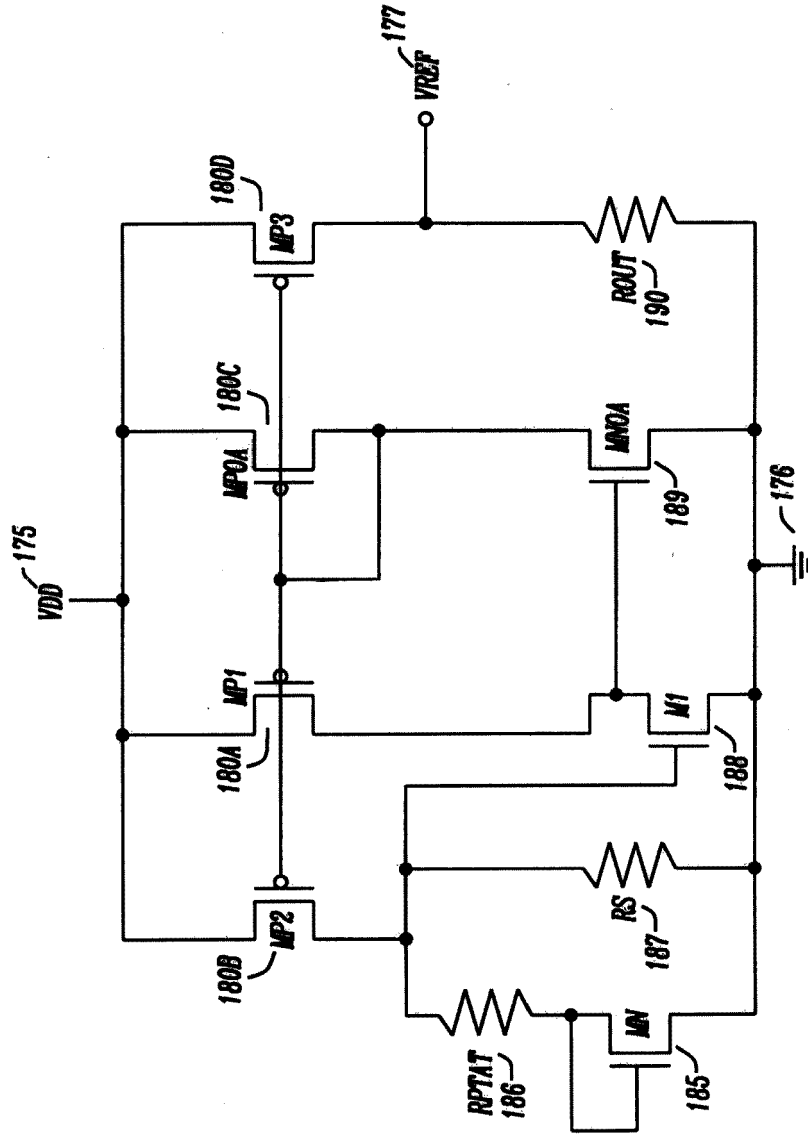 VDD
175
180B
MP2
180A
MP1
MP0A
180C
MP3
180D
VREF
177
RPTAT
186
RS
187
MN
185
M1
188
MNOA
189
ROUT
190
176